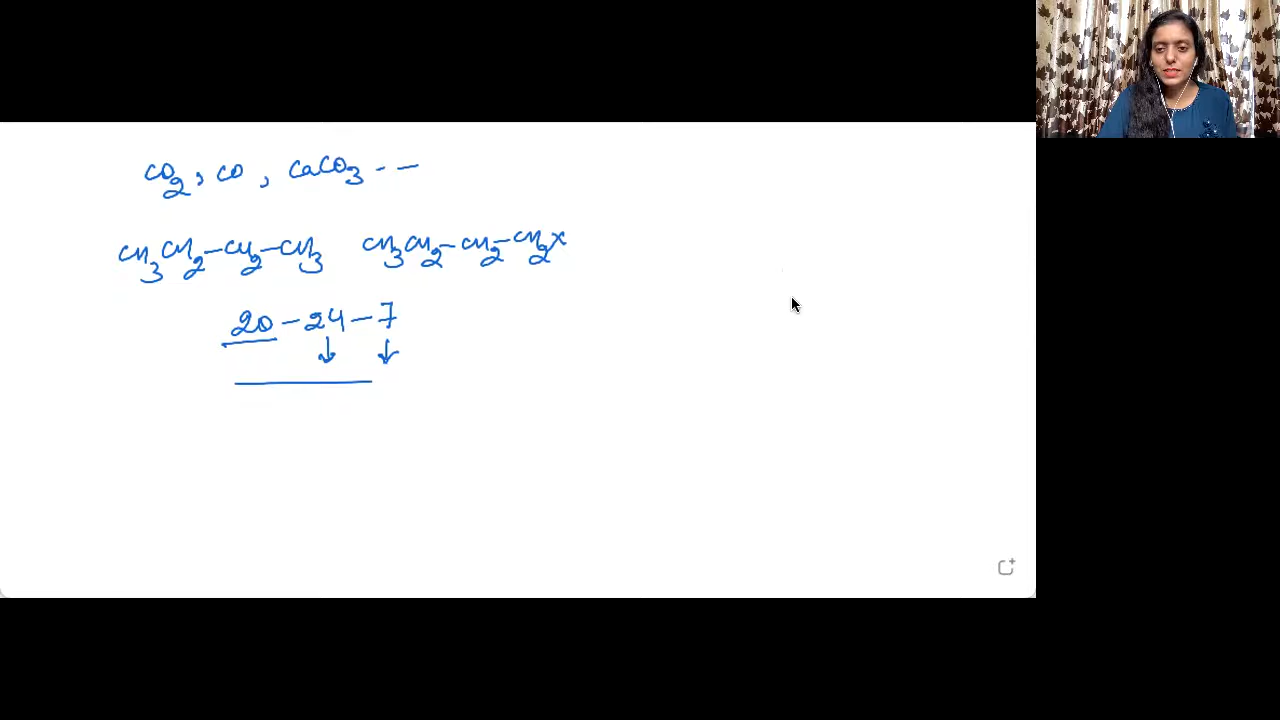 CO2, CO, CaCO3 - -
CH3CH2-CH2-CH3 CH3CH2-CH2-CH2X
20-24-7